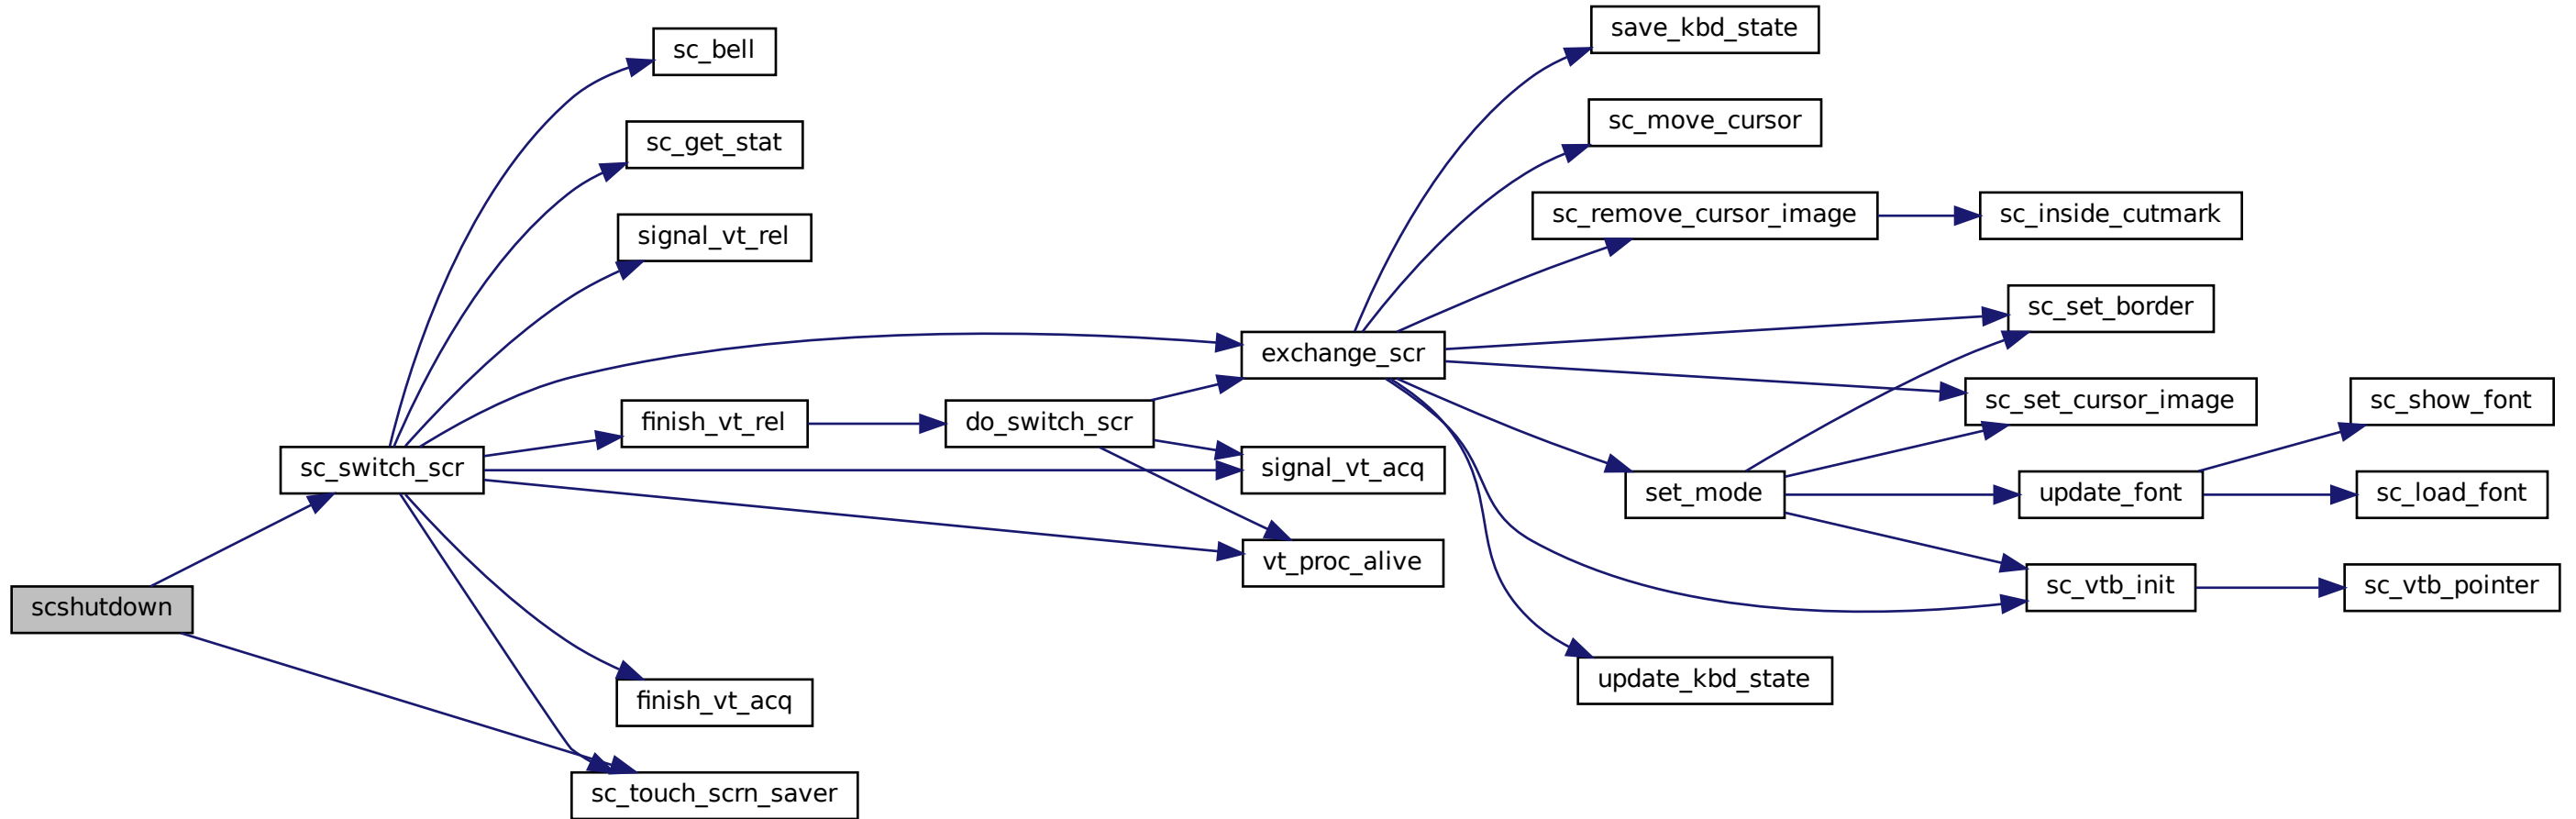 save_kbd_state
sc_bell
sc_move_cursor
sc_get_stat
sc_remove_cursor_image
sc_inside_cutmark
signal_vt_rel
sc_set_border
exchange_scr
sc_set_cursor_image
sc_show_font
finish_vt_rel
do_switch_scr
sc_switch_scr
signal_vt_acq
set_mode
update_font
sc_load_font
vt_proc_alive
sc_vtb_init
sc_vtb_pointer
scshutdown
update_kbd_state
finish_vt_acq
sc_touch_scrn_saver